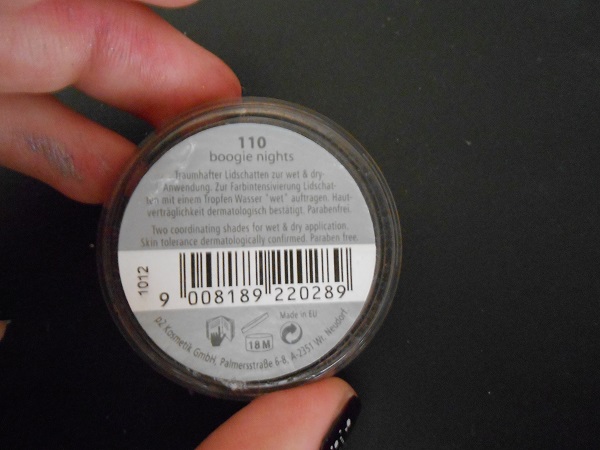 110
boogie nights
Traumhafter Lidschatten zur wet & dry-
Anwendung. Zur Farbintensivierung Lidschat-
ten mit einem Tropfen Wasser "wet" auftragen. Haut-
verträglichkeit dermatologisch bestätigt. Parabenfrei.
Two coordinating shades for wet & dry application.
Skin tolerance dermatologically confirmed. Paraben free.
1012
9 008189 220289
Made in EU
18 M
p2 Kosmetik GmbH, Palmersstraße 6-8, A-2351 Wr. Neudorf